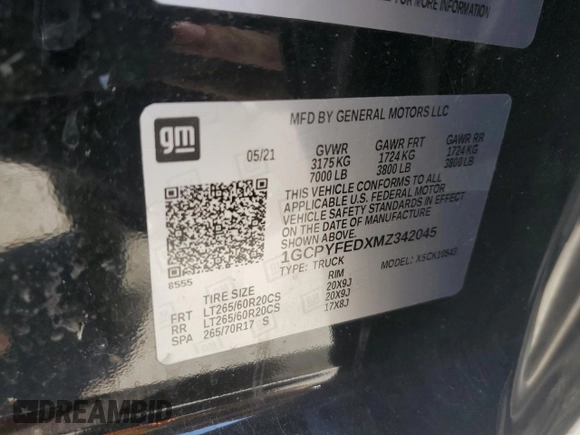 FOR MORE INFORMATION
MFD BY GENERAL MOTORS LLC
gm
05/21
GVWR GAWR FRT GAWR RR
3175 KG 1724 KG 1724 KG
7000 LB 3800 LB 3800 LB
THIS VEHICLE CONFORMS TO ALL
APPLICABLE U.S. FEDERAL MOTOR
VEHICLE SAFETY STANDARDS IN EFFECT
ON THE DATE OF MANUFACTURE
SHOWN ABOVE.
1GCPYFEDXMZ342045
8555
TYPE: TRUCK MODEL:
TIRE SIZE RIM
FRT LT265/60R20CS 20X9J
RR LT265/60R20CS 20X9J
SPA 265/70R17 S 17X8J
DREAMBID